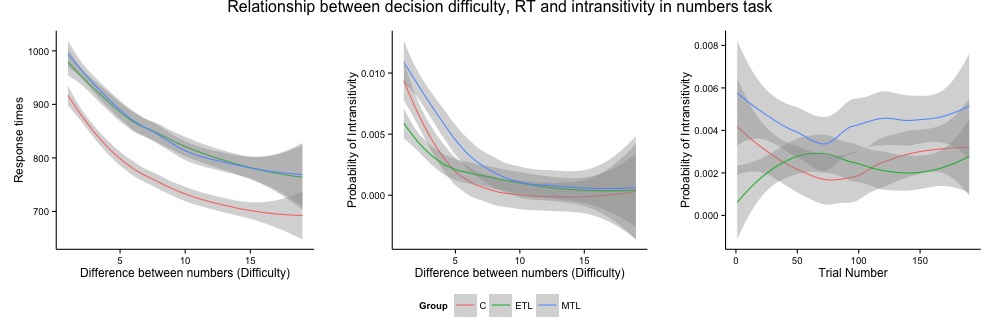 Relationship between decision difficulty, RT and intransitivity in numbers task
Response times
1000
900
800
700
5 10 15
Difference between numbers (Difficulty)
Probability of Intransitivity
0.010
0.005
0.000
5 10 15
Difference between numbers (Difficulty)
Probability of Intransitivity
0.008
0.006
0.004
0.002
0.000
0 50 100 150
Trial Number
Group C ETL MTL